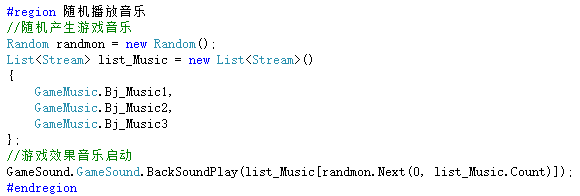 #region 随机播放音乐
//随机产生游戏音乐
Random randmon = new Random();
List<Stream> list_Music = new List<Stream>()
{
    GameMusic.Bj_Music1,
    GameMusic.Bj_Music2,
    GameMusic.Bj_Music3
};
//游戏效果音乐启动
GameSound.GameSound.BackSoundPlay(list_Music[randmon.Next(0, list_Music.Count)]);
#endregion